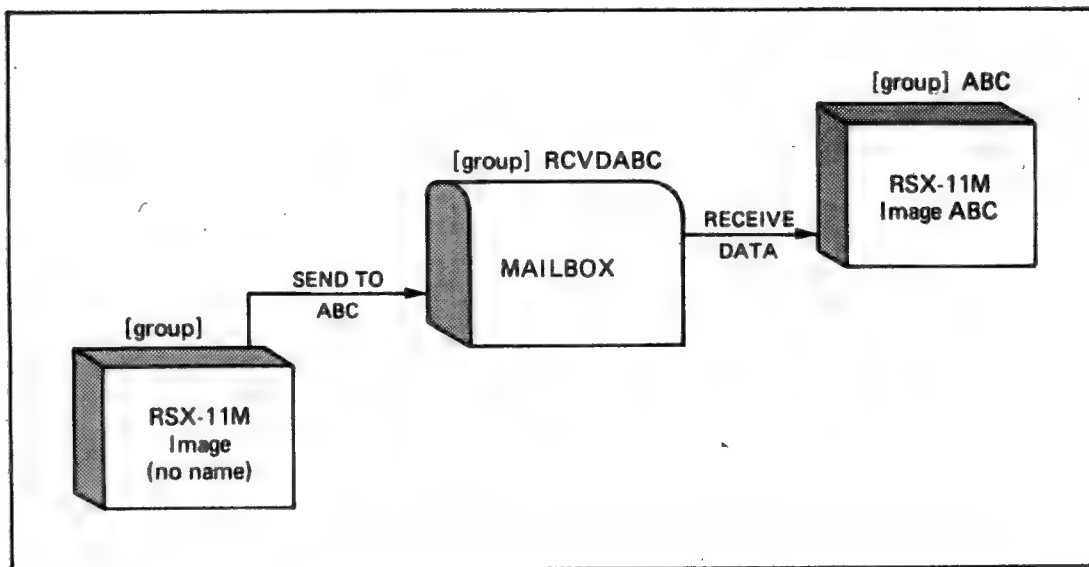 [group] ABC
RSX-11M
Image ABC
[group] RCVDABC
MAILBOX
RECEIVE
DATA
SEND TO
ABC
[group]
RSX-11M
Image
(no name)